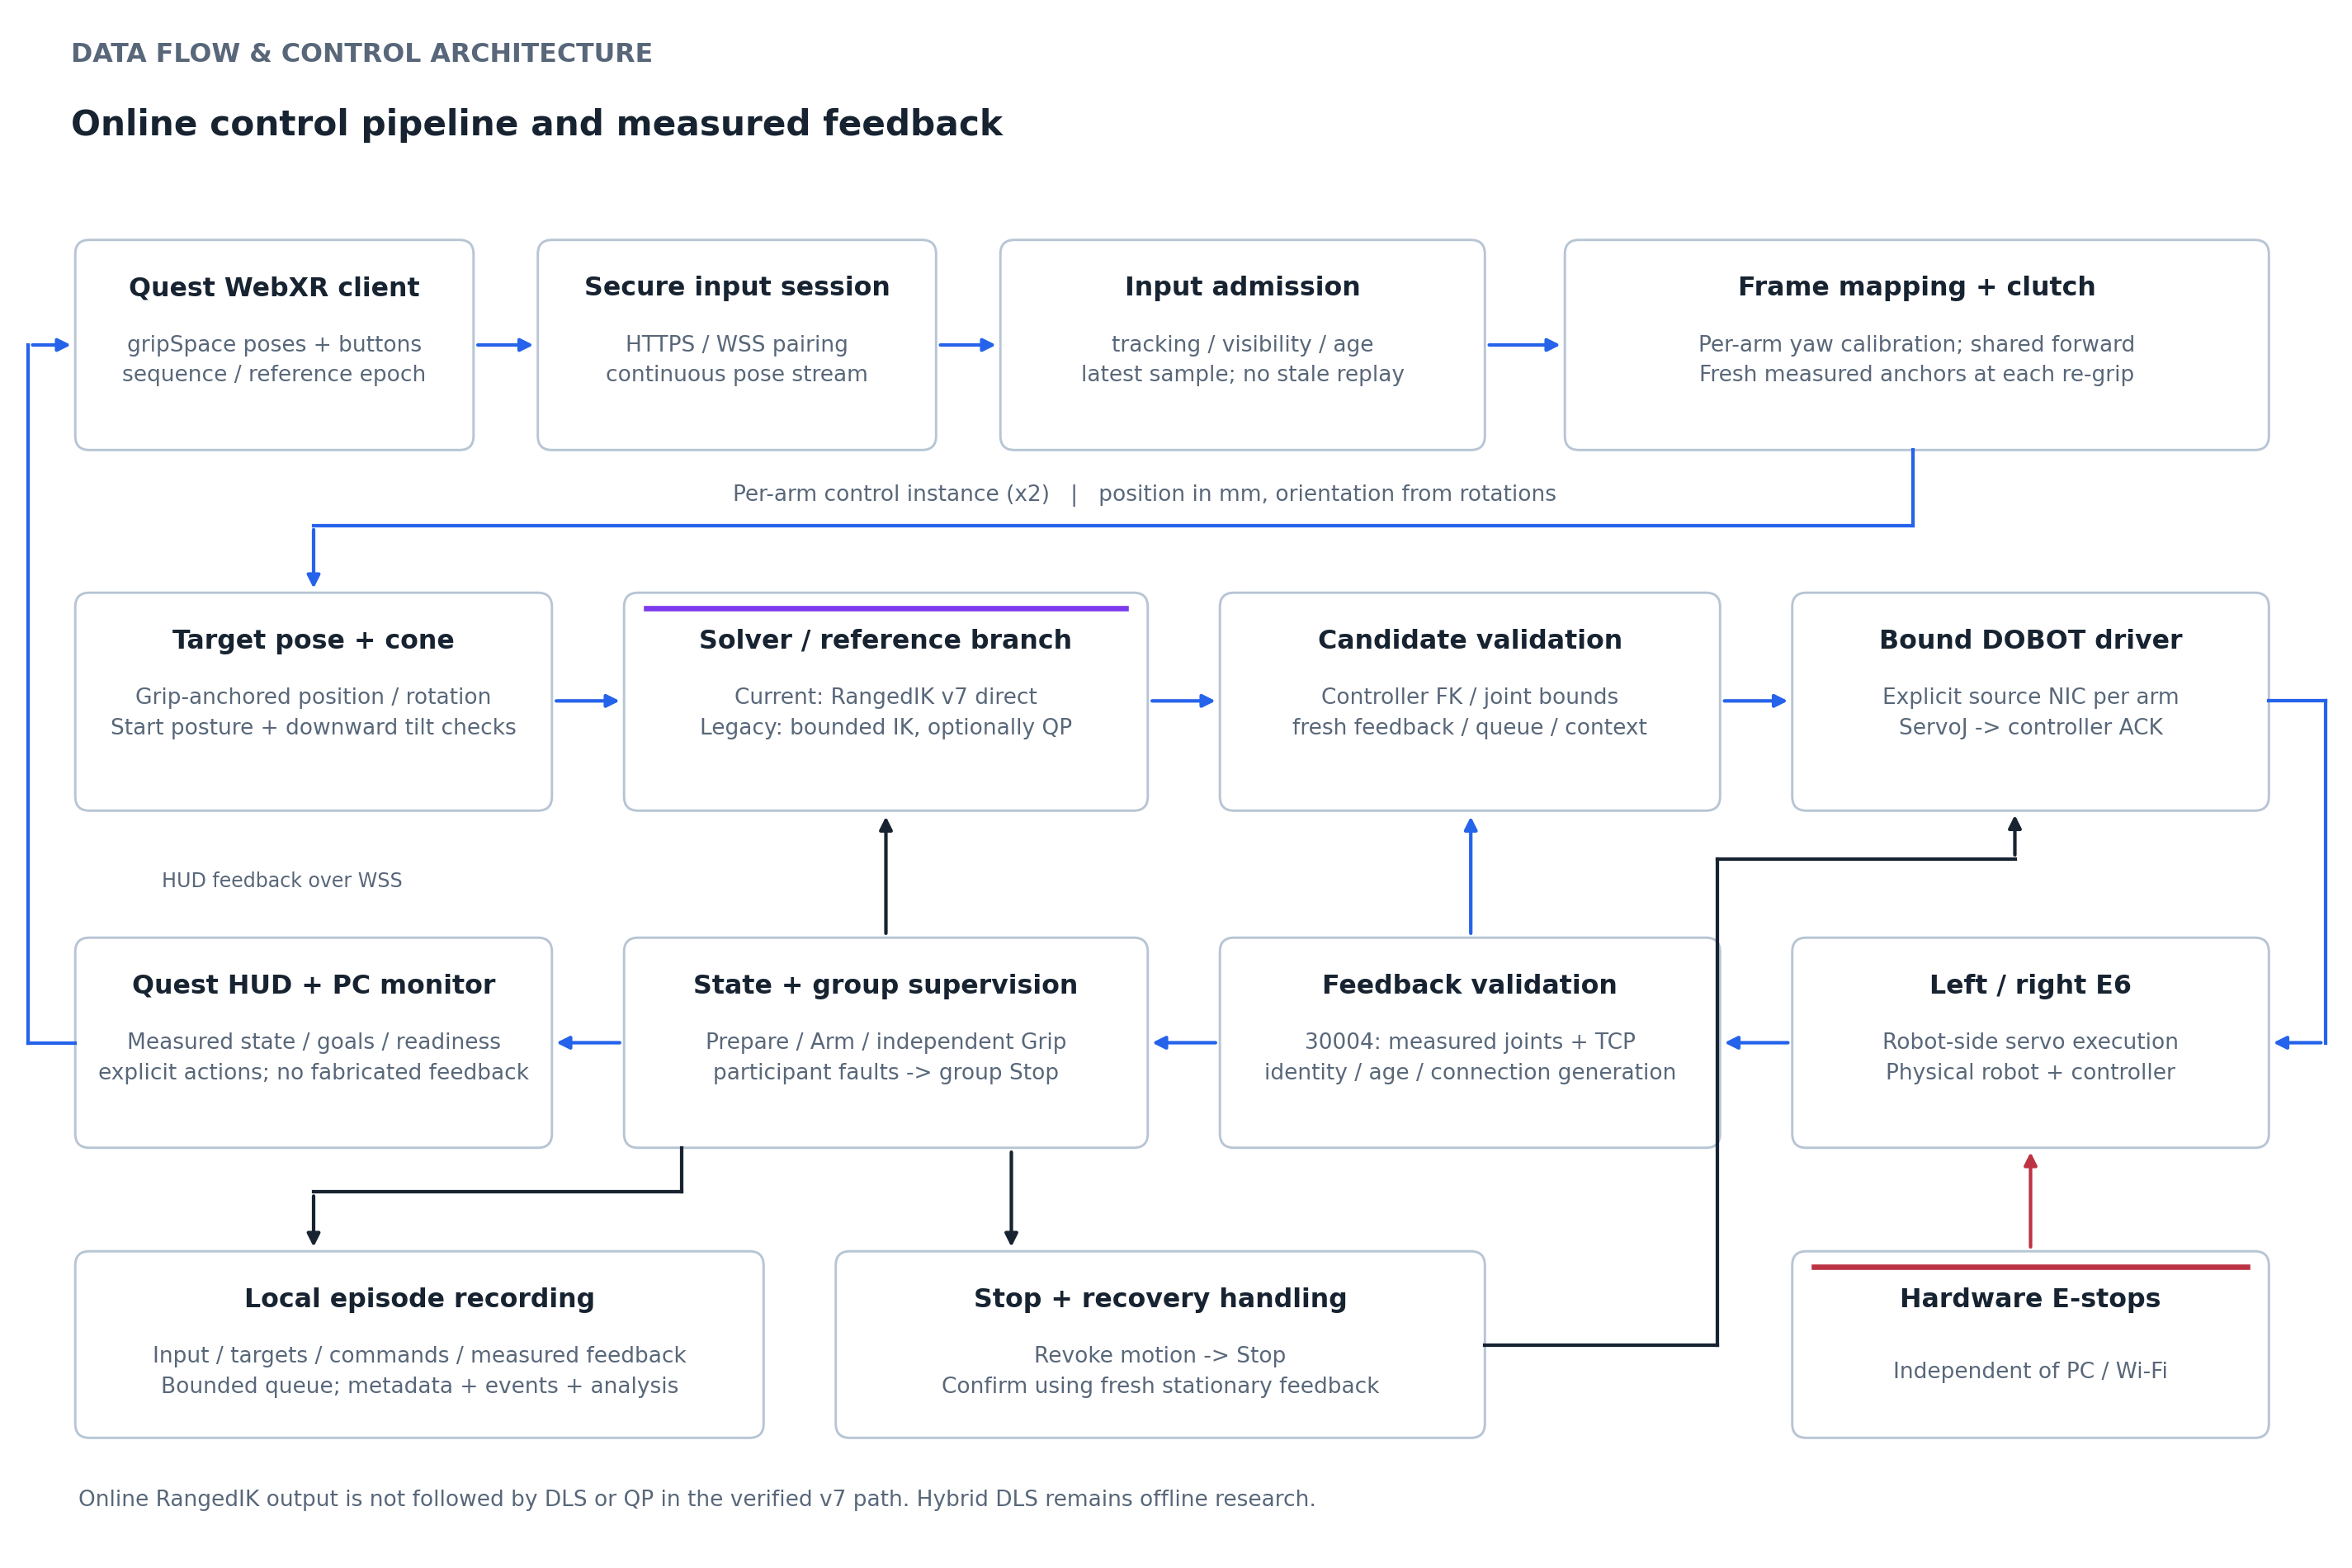 DATA FLOW & CONTROL ARCHITECTURE
Online control pipeline and measured feedback
Quest WebXR client
gripSpace poses + buttons
sequence / reference epoch
Secure input session
HTTPS / WSS pairing
continuous pose stream
Input admission
tracking / visibility / age
latest sample; no stale replay
Frame mapping + clutch
Per-arm yaw calibration; shared forward
Fresh measured anchors at each re-grip
Per-arm control instance (x2) | position in mm, orientation from rotations
Target pose + cone
Grip-anchored position / rotation
Start posture + downward tilt checks
Solver / reference branch
Current: RangedIK v7 direct
Legacy: bounded IK, optionally QP
Candidate validation
Controller FK / joint bounds
fresh feedback / queue / context
Bound DOBOT driver
Explicit source NIC per arm
ServoJ -> controller ACK
HUD feedback over WSS
Quest HUD + PC monitor
Measured state / goals / readiness
explicit actions; no fabricated feedback
State + group supervision
Prepare / Arm / independent Grip
participant faults -> group Stop
Feedback validation
30004: measured joints + TCP
identity / age / connection generation
Left / right E6
Robot-side servo execution
Physical robot + controller
Local episode recording
Input / targets / commands / measured feedback
Bounded queue; metadata + events + analysis
Stop + recovery handling
Revoke motion -> Stop
Confirm using fresh stationary feedback
Hardware E-stops
Independent of PC / Wi-Fi
Online RangedIK output is not followed by DLS or QP in the verified v7 path. Hybrid DLS remains offline research.